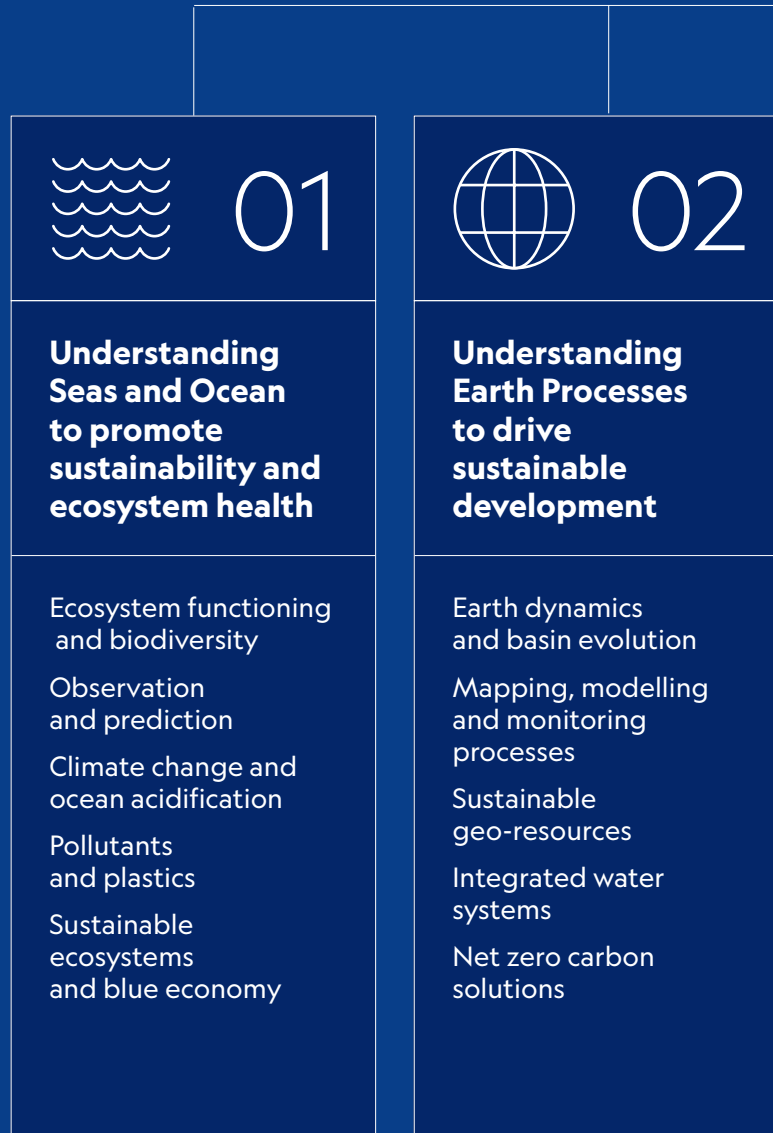 01
Understanding
Seas and Ocean
to promote
sustainability and
ecosystem health
Ecosystem functioning
and biodiversity
Observation
and prediction
Climate change and
ocean acidification
Pollutants
and plastics
Sustainable
ecosystems
and blue economy
02
Understanding
Earth Processes
to drive
sustainable
development
Earth dynamics
and basin evolution
Mapping, modelling
and monitoring
processes
Sustainable
geo-resources
Integrated water
systems
Net zero carbon
solutions